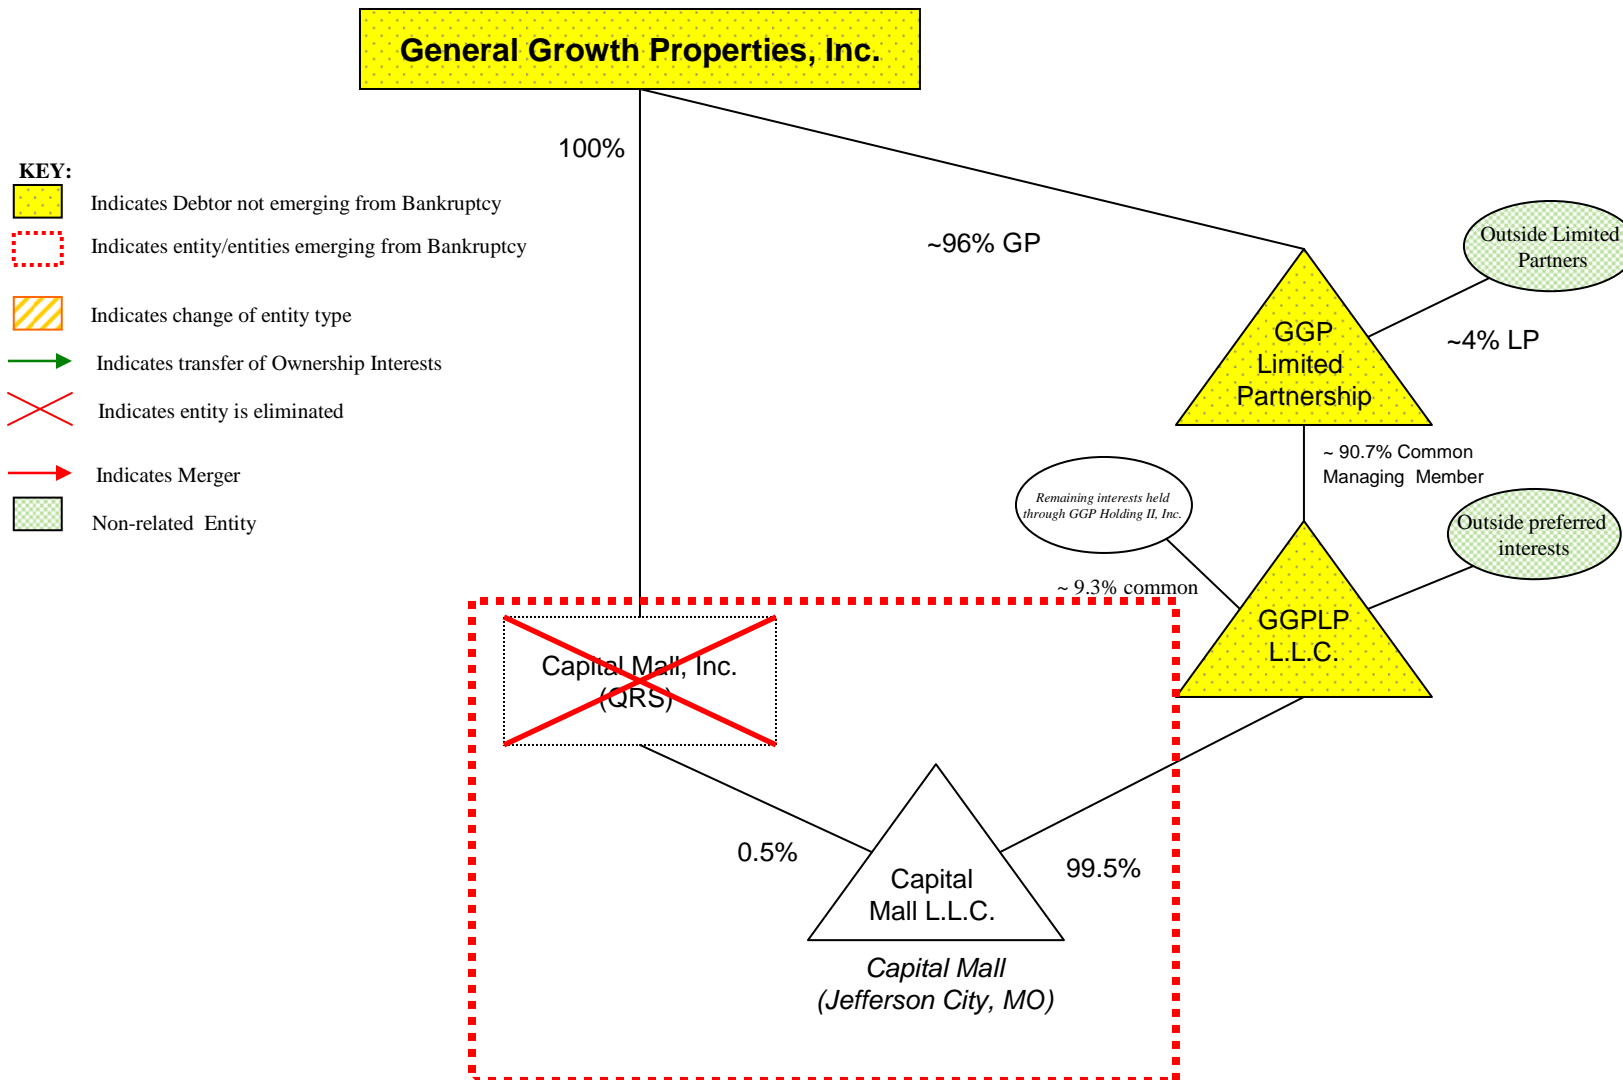 General Growth Properties, Inc.
100%
KEY:
Indicates Debtor not emerging from Bankruptcy
Indicates entity/entities emerging from Bankruptcy
Indicates change of entity type
Indicates transfer of Ownership Interests
Indicates entity is eliminated
Indicates Merger
Non-related Entity
~96% GP
Outside Limited
Partners
GGP
Limited
Partnership
~4% LP
~ 90.7% Common
Managing Member
Remaining interests held
through GGP Holding II, Inc.
Outside preferred
interests
~ 9.3% common
GGPLP
L.L.C.
Capital Mall, Inc.
(QRS)
0.5%
99.5%
Capital
Mall L.L.C.
Capital Mall
(Jefferson City, MO)